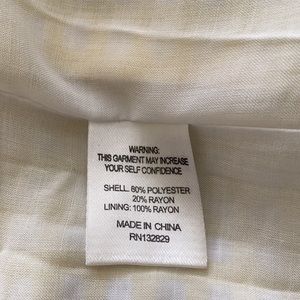 WARNING:
THIS GARMENT MAY INCREASE
YOUR SELF CONFIDENCE
SHELL: 80% POLYESTER
20% RAYON
LINING: 100% RAYON
MADE IN CHINA
RN132829